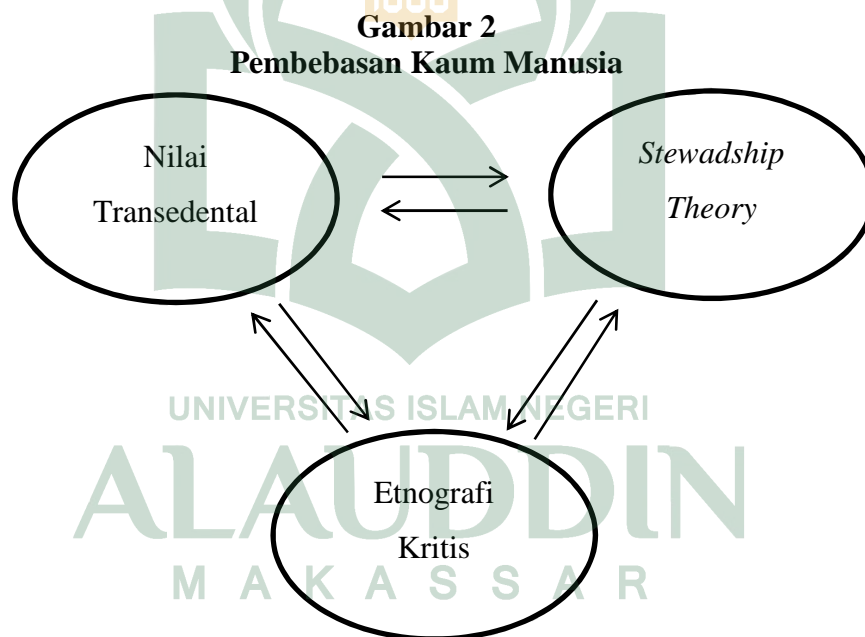 Gambar 2
Pembebasan Kaum Manusia
Nilai
Transedental
Stewadship
Theory
Etnografi
Kritis
UNIVERSITAS ISLAM NEGERI
ALAUDDIN
MAKASSAR